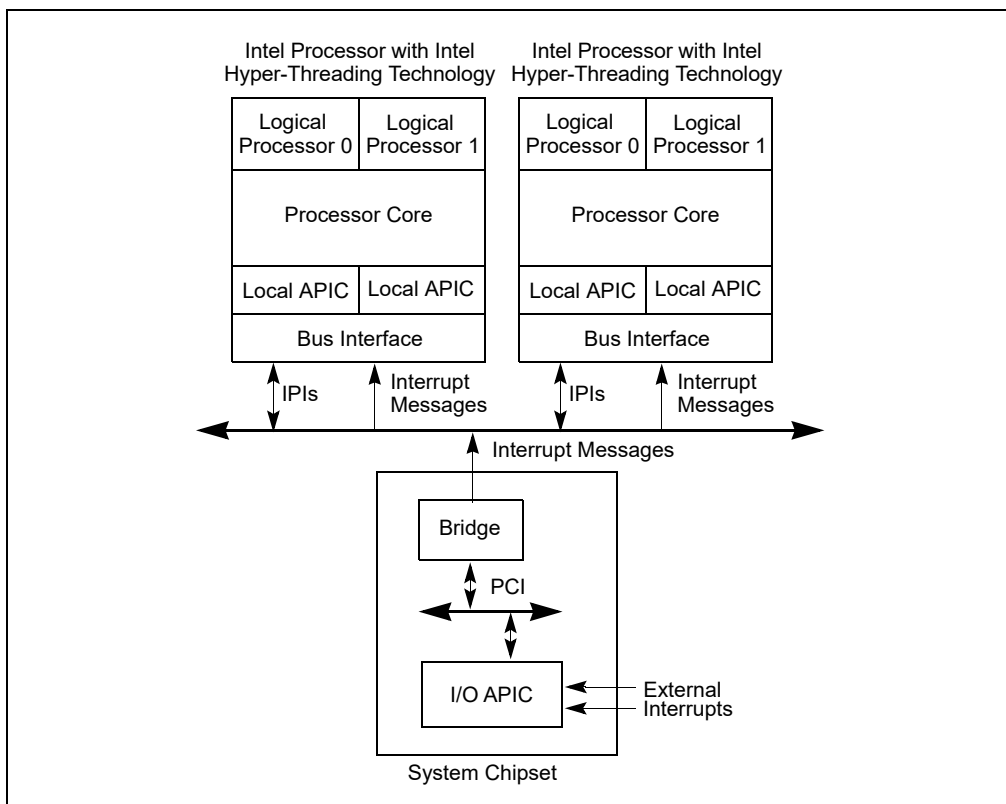 Intel Processor with Intel
Hyper-Threading Technology
Intel Processor with Intel
Hyper-Threading Technology
Logical
Processor 0
Logical
Processor 1
Logical
Processor 0
Logical
Processor 1
Processor Core
Processor Core
Local APIC
Local APIC
Local APIC
Local APIC
Bus Interface
Bus Interface
IPIs
Interrupt
Messages
IPIs
Interrupt
Messages
Interrupt Messages
Bridge
PCI
I/O APIC
External
Interrupts
System Chipset